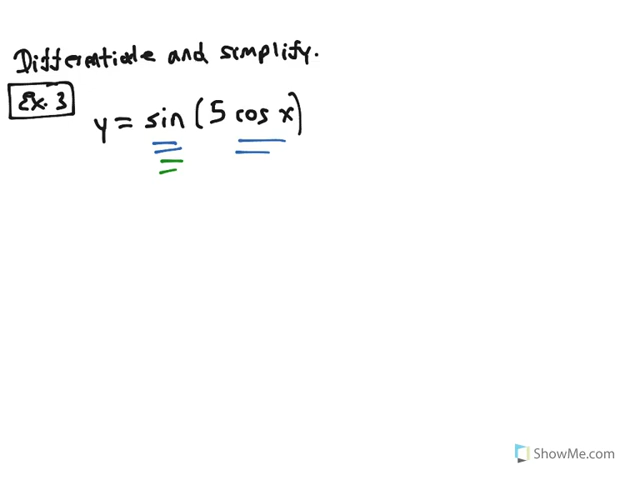 Differentiate and simplify.
Ex. 3
y = sin (5 cos x)
ShowMe.com